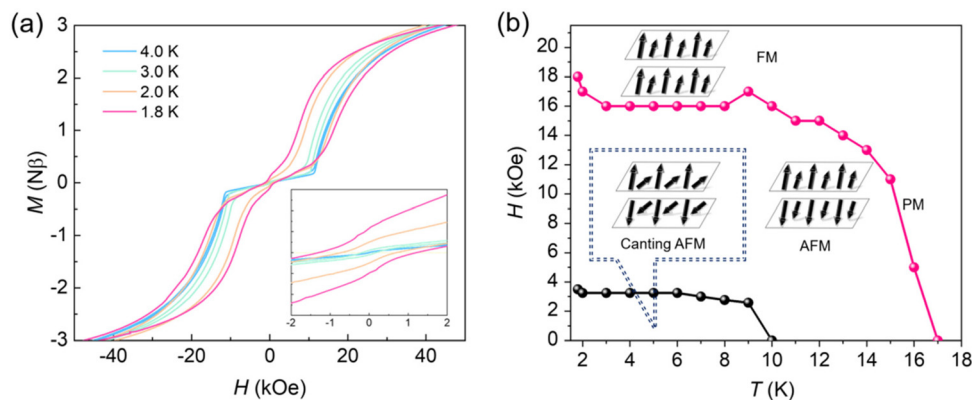 (a)
3
2
1
0
-1
-2
-3
M (Nβ)
4.0 K
3.0 K
2.0 K
1.8 K
-2 -1 0 1 2
-40 -20 0 20 40
H (kOe)
(b)
20
18
16
14
12
10
8
6
4
2
0
H (kOe)
FM
PM
Canting AFM
AFM
2 4 6 8 10 12 14 16 18
T (K)